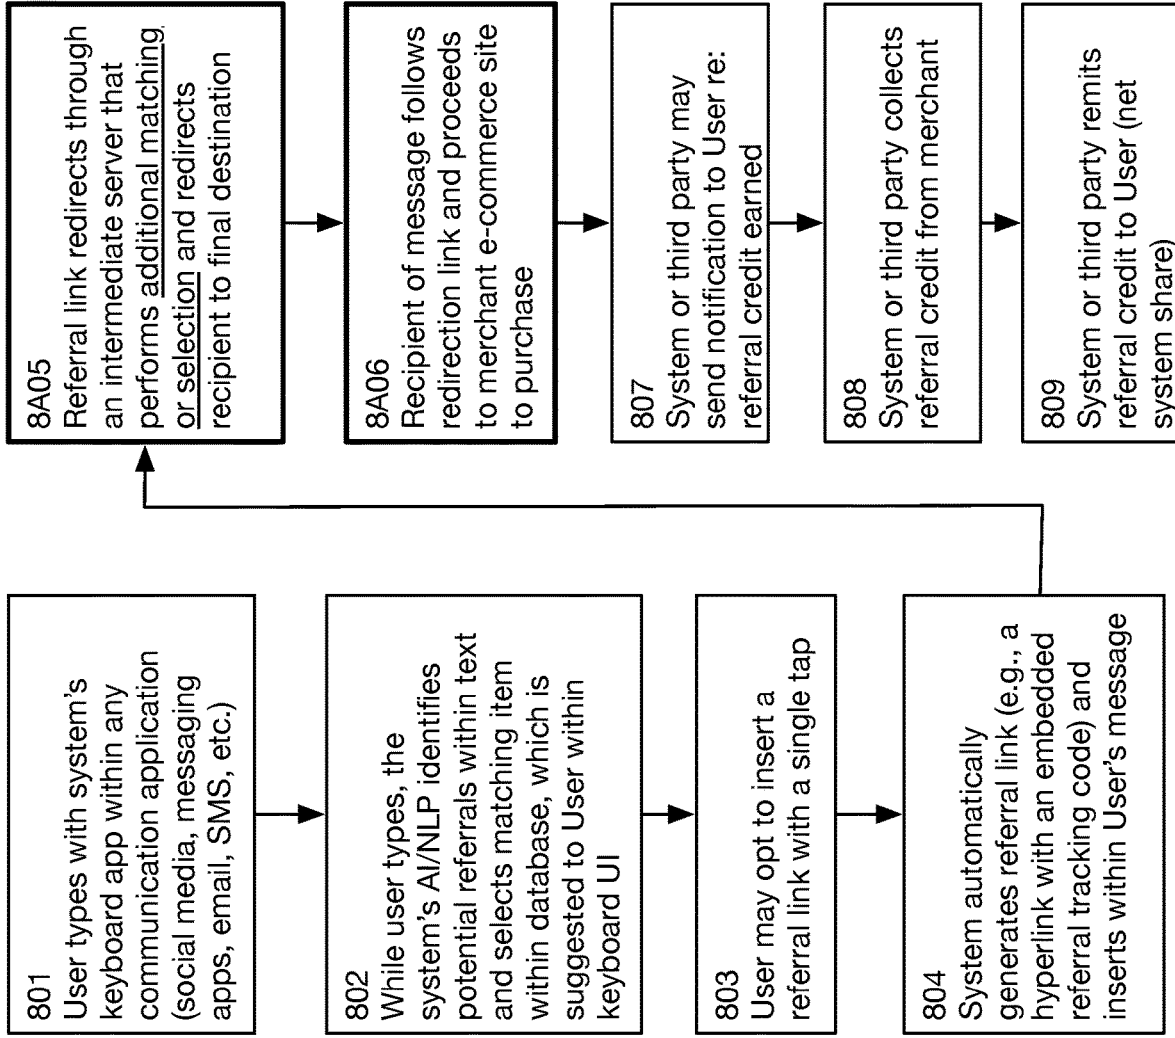 801
User types with system's
keyboard app within any
communication application
(social media, messaging
apps, email, SMS, etc.)
802
While user types, the
system's AI/NLP identifies
potential referrals within text
and selects matching item
within database, which is
suggested to User within
keyboard UI
803
User may opt to insert a
referral link with a single tap
804
System automatically
generates referral link (e.g., a
hyperlink with an embedded
referral tracking code) and
inserts within User's message
8A05
Referral link redirects through
an intermediate server that
performs additional matching
or selection and redirects
recipient to final destination
8A06
Recipient of message follows
redirection link and proceeds
to merchant e-commerce site
to purchase
807
System or third party may
send notification to User re:
referral credit earned
808
System or third party collects
referral credit from merchant
809
System or third party remits
referral credit to User (net
system share)